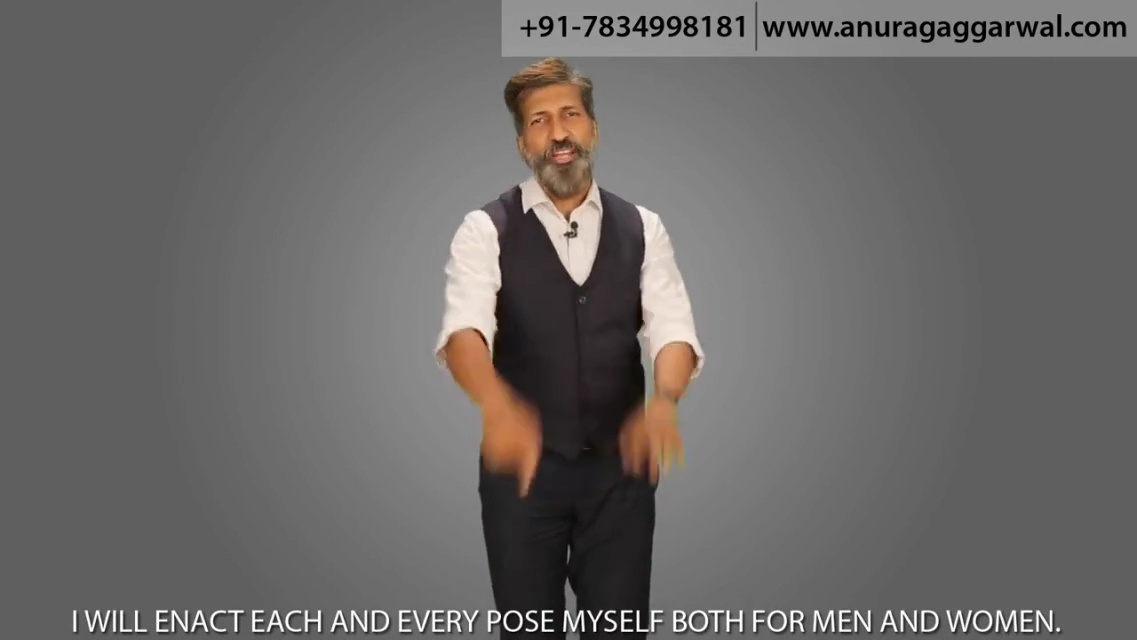 +91-7834998181 | www.anuragaggarwal.com
I WILL ENACT EACH AND EVERY POSE MYSELF BOTH FOR MEN AND WOMEN.